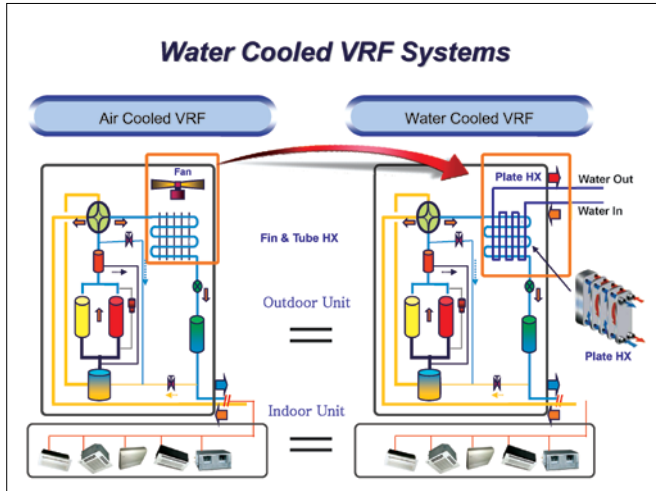 Water Cooled VRF Systems
Air Cooled VRF
Water Cooled VRF
Fan
Plate HX
Water Out
Water In
Fin & Tube HX
Outdoor Unit
Plate HX
Indoor Unit